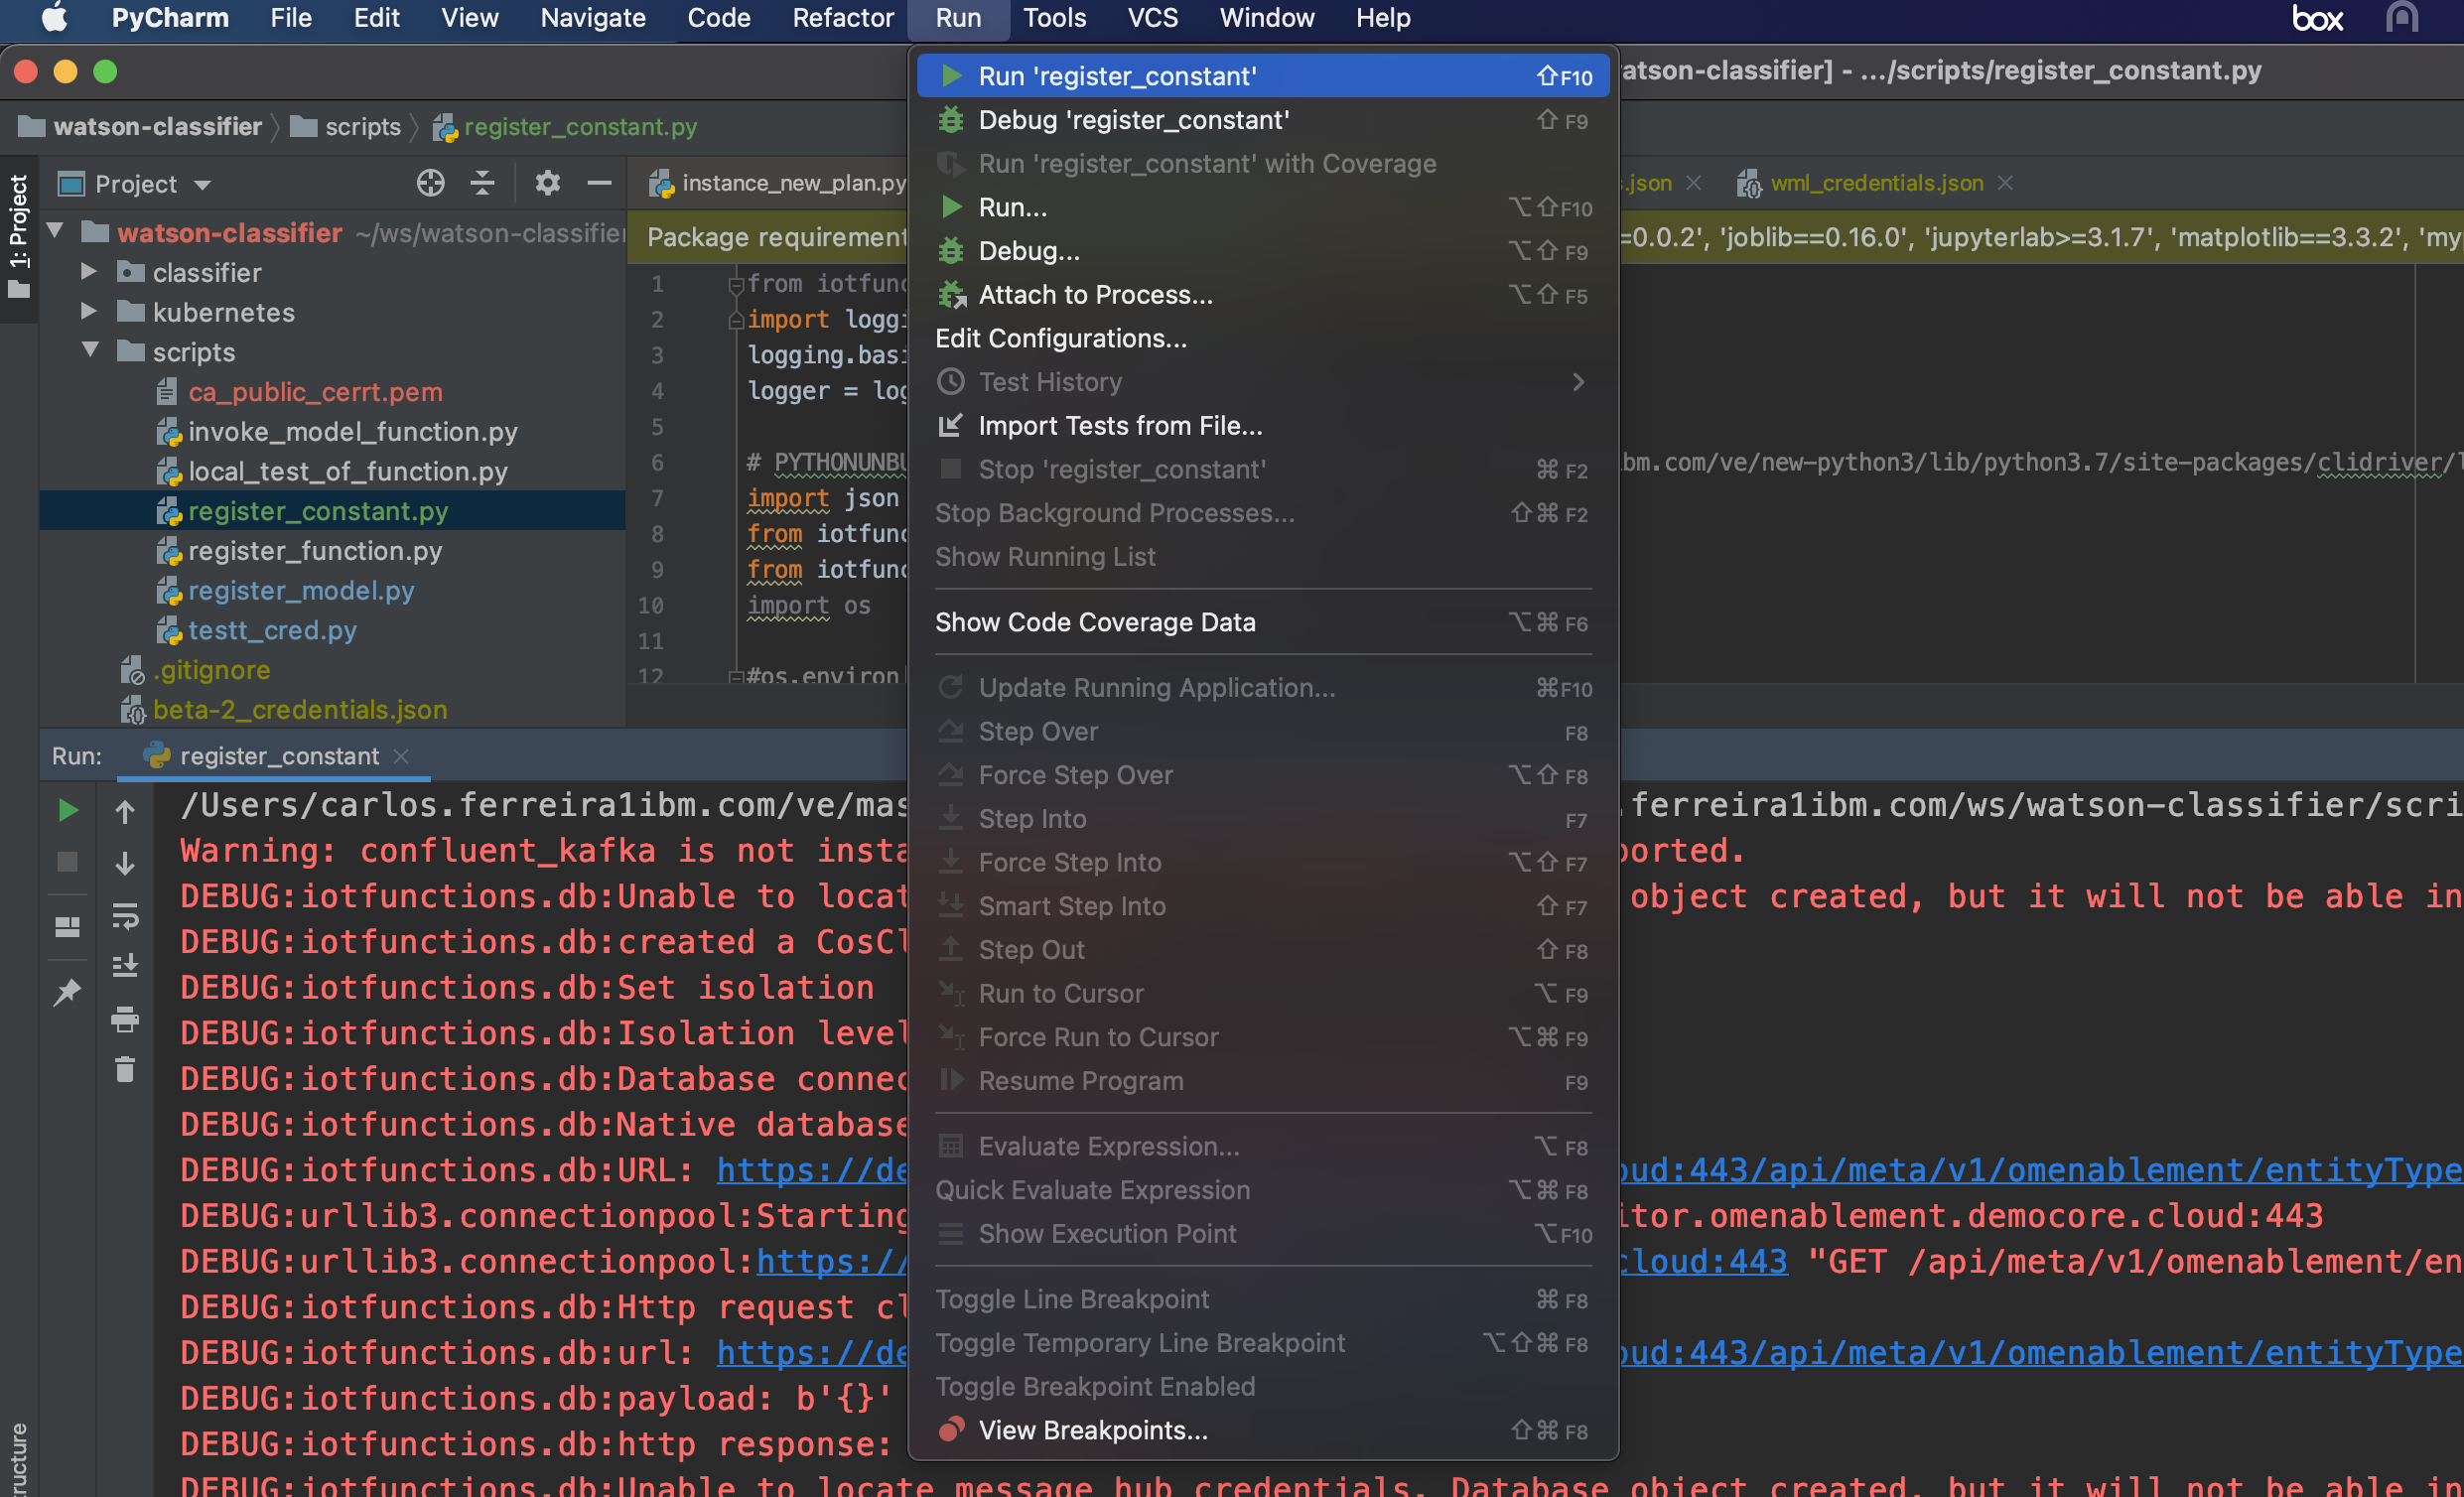 PyCharm File Edit View Navigate Code Refactor Run Tools VCS Window Help box
[watson-classifier] - .../scripts/register_constant.py
watson-classifier scripts register_constant.py
1: Project
Project
instance_new_plan.py
.json
wml_credentials.json
watson-classifier ~/ws/watson-classifier
classifier
kubernetes
scripts
ca_public_cerrt.pem
invoke_model_function.py
local_test_of_function.py
register_constant.py
register_function.py
register_model.py
testt_cred.py
.gitignore
beta-2_credentials.json
Package requirement
=0.0.2', 'joblib==0.16.0', 'jupyterlab>=3.1.7', 'matplotlib==3.3.2', 'my
1 from iotfunc
2 import loggi
3 logging.basi
4 logger = log
5
6 # PYTHONUNBU
bm.com/ve/new-python3/lib/python3.7/site-packages/clidriver/l
7 import json
8 from iotfunc
9 from iotfunc
10 import os
11
12 #os.environ[
Run 'register_constant' ⇧F10
Debug 'register_constant' ⇧F9
Run 'register_constant' with Coverage
Run... ⌥⇧F10
Debug... ⌥⇧F9
Attach to Process... ⌥⇧F5
Edit Configurations...
Test History
Import Tests from File...
Stop 'register_constant' ⌘F2
Stop Background Processes... ⇧⌘F2
Show Running List
Show Code Coverage Data ⌥⌘F6
Update Running Application... ⌘F10
Step Over F8
Force Step Over ⌥⇧F8
Step Into F7
Force Step Into ⌥⇧F7
Smart Step Into ⇧F7
Step Out ⇧F8
Run to Cursor ⌥F9
Force Run to Cursor ⌥⌘F9
Resume Program F9
Evaluate Expression... ⌥F8
Quick Evaluate Expression ⌥⌘F8
Show Execution Point ⌥F10
Toggle Line Breakpoint ⌘F8
Toggle Temporary Line Breakpoint ⌥⇧⌘F8
Toggle Breakpoint Enabled
View Breakpoints... ⇧⌘F8
Run: register_constant
/Users/carlos.ferreira1ibm.com/ve/mas .ferreira1ibm.com/ws/watson-classifier/scri
Warning: confluent_kafka is not insta ported.
DEBUG:iotfunctions.db:Unable to locat object created, but it will not be able in
DEBUG:iotfunctions.db:created a CosCl
DEBUG:iotfunctions.db:Set isolation
DEBUG:iotfunctions.db:Isolation level
DEBUG:iotfunctions.db:Database connec
DEBUG:iotfunctions.db:Native database
DEBUG:iotfunctions.db:URL: https://de oud:443/api/meta/v1/omenablement/entityType
DEBUG:urllib3.connectionpool:Starting itor.omenablement.democore.cloud:443
DEBUG:urllib3.connectionpool:https:// cloud:443 "GET /api/meta/v1/omenablement/en
DEBUG:iotfunctions.db:Http request cl
DEBUG:iotfunctions.db:url: https://de oud:443/api/meta/v1/omenablement/entityType
DEBUG:iotfunctions.db:payload: b'{}'
DEBUG:iotfunctions.db:http response:
DEBUG:iotfunctions.db:Unable to locate message hub credentials. Database object created, but it will not be able in
ructure